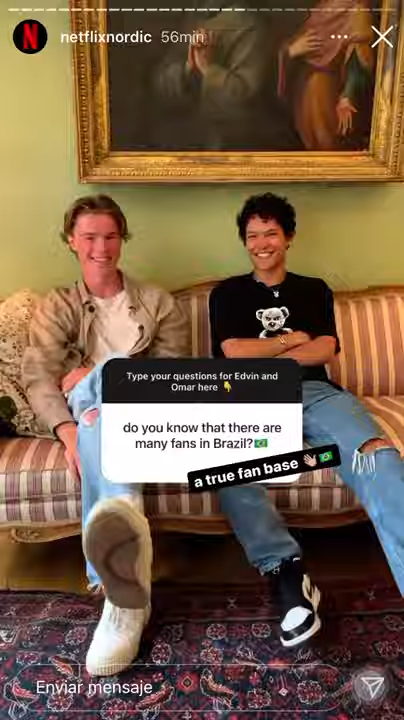 netflixnordic 56min
Type your questions for Edvin and
Omar here 👇
do you know that there are
many fans in Brazil?🇧🇷
a true fan base 👋🏼🇧🇷
Enviar mensaje